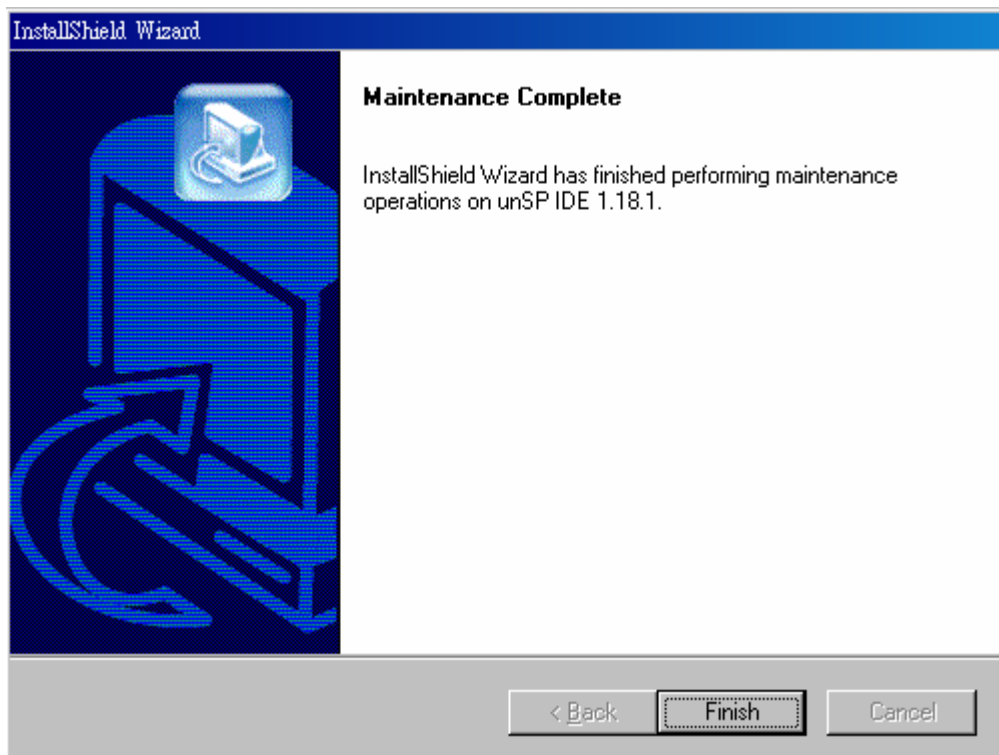 InstallShield Wizard
Maintenance Complete
InstallShield Wizard has finished performing maintenance
operations on unSP IDE 1.18.1.
< Back
Finish
Cancel